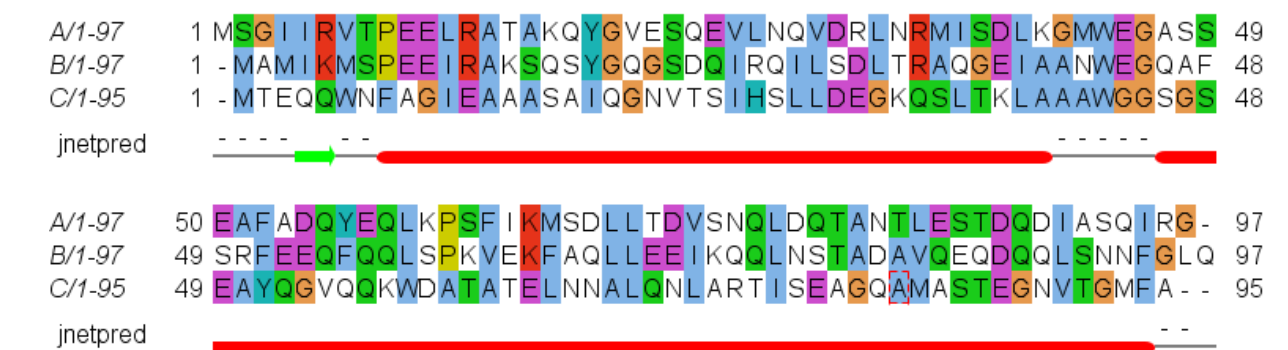 A/1-97 1 MSGIIRVTPEELRATAKQYGVESQEVLNQVDRLNRMISDLKGMWEGASS 49
B/1-97 1 -MAMIKMSPEEIRAKSQSYGQGSDQIRQILSDLTRAQGEIAANWEGQAF 48
C/1-95 1 -MTEQQWNFAGIEAAASAIQGNVTSIHSLLDEGKQSLTKLAAAWGGSGS 48
jnetpred - - - - - - - - - - -
A/1-97 50 EAFADQYEQLKPSFIKMSDLLTDVSNQLDQTANTLESTDQDIASQIRG- 97
B/1-97 49 SRFEEQFQQLSPKVEKFAQLLEEIKQQLNSTADAVQEQDQQLSNNFGLQ 97
C/1-95 49 EAYQGVQQKWDATATELNNALQNLARTISEAGQAMASTEGNVTGMFA-- 95
jnetpred - -